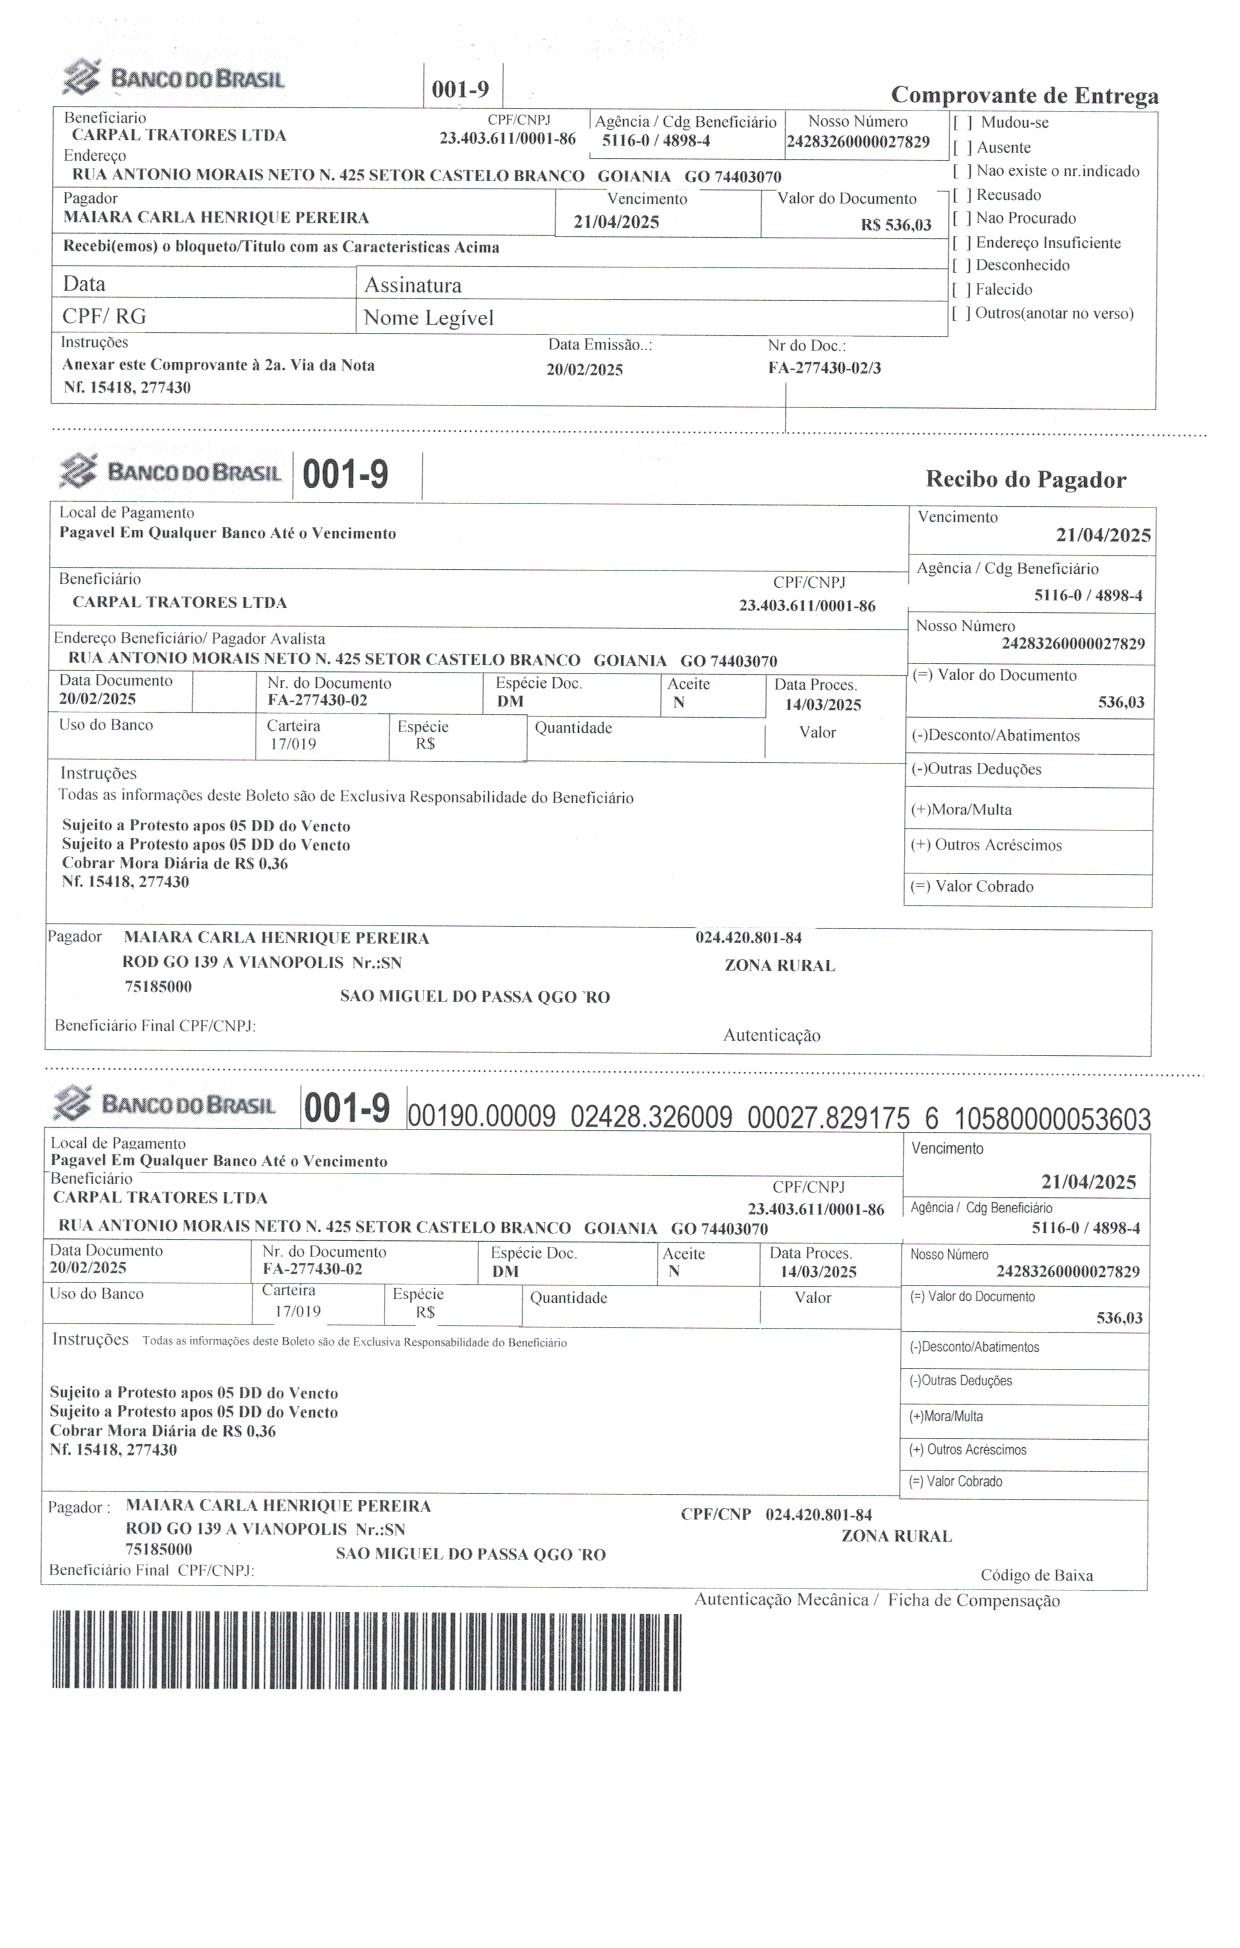 BANCO DO BRASIL 001-9 Comprovante de Entrega
Beneficiario CPF/CNPJ Agência / Cdg Beneficiário Nosso Número [ ] Mudou-se
CARPAL TRATORES LTDA 23.403.611/0001-86 5116-0 / 4898-4 24283260000027829 [ ] Ausente
Endereço [ ] Nao existe o nr.indicado
RUA ANTONIO MORAIS NETO N. 425 SETOR CASTELO BRANCO GOIANIA GO 74403070
Pagador Vencimento Valor do Documento [ ] Recusado
MAIARA CARLA HENRIQUE PEREIRA 21/04/2025 R$ 536,03 [ ] Nao Procurado
Recebi(emos) o bloqueto/Titulo com as Caracteristicas Acima [ ] Endereço Insuficiente
[ ] Desconhecido
Data Assinatura [ ] Falecido
CPF/ RG Nome Legível [ ] Outros(anotar no verso)
Instruções Data Emissão..: Nr do Doc.:
Anexar este Comprovante à 2a. Via da Nota 20/02/2025 FA-277430-02/3
Nf. 15418, 277430
BANCO DO BRASIL 001-9 Recibo do Pagador
Local de Pagamento Vencimento
Pagavel Em Qualquer Banco Até o Vencimento 21/04/2025
Beneficiário CPF/CNPJ Agência / Cdg Beneficiário
CARPAL TRATORES LTDA 23.403.611/0001-86 5116-0 / 4898-4
Endereço Beneficiário/ Pagador Avalista Nosso Número
RUA ANTONIO MORAIS NETO N. 425 SETOR CASTELO BRANCO GOIANIA GO 74403070 24283260000027829
Data Documento Nr. do Documento Espécie Doc. Aceite Data Proces. (=) Valor do Documento
20/02/2025 FA-277430-02 DM N 14/03/2025 536,03
Uso do Banco Carteira Espécie Quantidade Valor (-)Desconto/Abatimentos
17/019 R$
Instruções (-)Outras Deduções
Todas as informações deste Boleto são de Exclusiva Responsabilidade do Beneficiário
(+)Mora/Multa
Sujeito a Protesto apos 05 DD do Vencto
Sujeito a Protesto apos 05 DD do Vencto (+) Outros Acréscimos
Cobrar Mora Diária de R$ 0,36
Nf. 15418, 277430 (=) Valor Cobrado
Pagador MAIARA CARLA HENRIQUE PEREIRA 024.420.801-84
ROD GO 139 A VIANOPOLIS Nr.:SN ZONA RURAL
75185000 SAO MIGUEL DO PASSA QGO `RO
Beneficiário Final CPF/CNPJ: Autenticação
BANCO DO BRASIL 001-9 00190.00009 02428.326009 00027.829175 6 10580000053603
Local de Pagamento Vencimento
Pagavel Em Qualquer Banco Até o Vencimento 21/04/2025
Beneficiário CPF/CNPJ
CARPAL TRATORES LTDA 23.403.611/0001-86 Agência / Cdg Beneficiário
RUA ANTONIO MORAIS NETO N. 425 SETOR CASTELO BRANCO GOIANIA GO 74403070 5116-0 / 4898-4
Data Documento Nr. do Documento Espécie Doc. Aceite Data Proces. Nosso Número
20/02/2025 FA-277430-02 DM N 14/03/2025 24283260000027829
Uso do Banco Carteira Espécie Quantidade Valor (=) Valor do Documento
17/019 R$ 536,03
Instruções Todas as informações deste Boleto são de Exclusiva Responsabilidade do Beneficiário (-)Desconto/Abatimentos
(-)Outras Deduções
Sujeito a Protesto apos 05 DD do Vencto
Sujeito a Protesto apos 05 DD do Vencto (+)Mora/Multa
Cobrar Mora Diária de R$ 0,36
Nf. 15418, 277430 (+) Outros Acréscimos
(=) Valor Cobrado
Pagador : MAIARA CARLA HENRIQUE PEREIRA CPF/CNP 024.420.801-84
ROD GO 139 A VIANOPOLIS Nr.:SN ZONA RURAL
75185000 SAO MIGUEL DO PASSA QGO `RO
Beneficiário Final CPF/CNPJ: Código de Baixa
Autenticação Mecânica / Ficha de Compensação